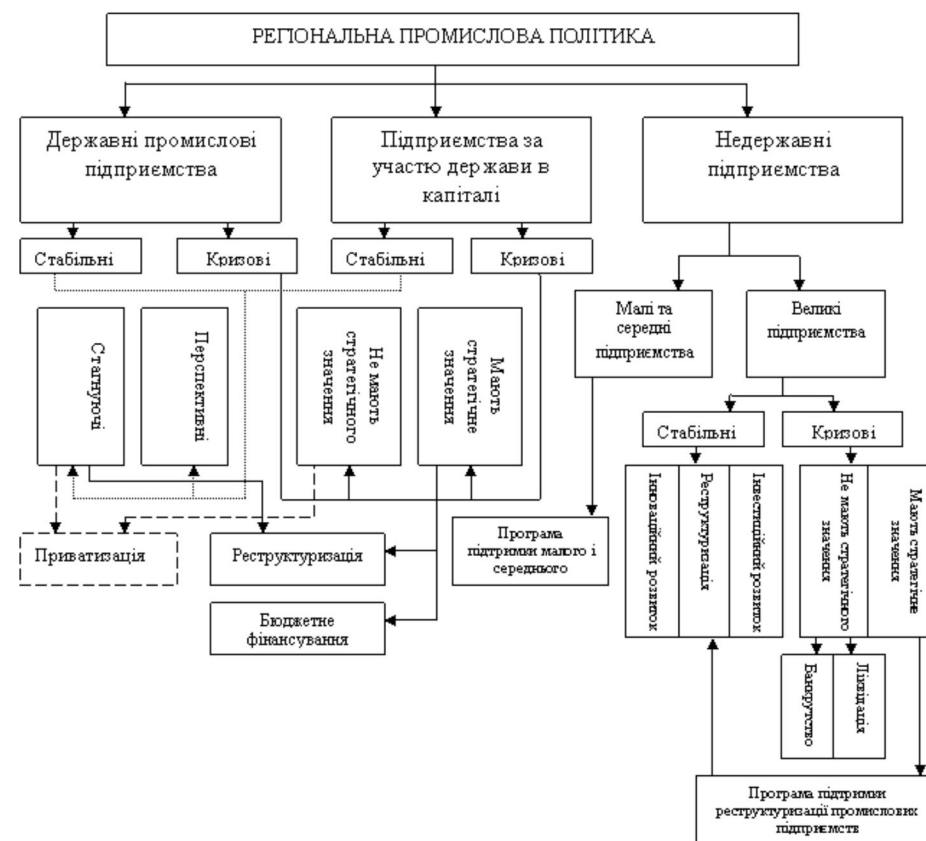 РЕГІОНАЛЬНА ПРОМИСЛОВА ПОЛІТИКА
Державні промислові
підприємства
Підприємства за
участю держави в
капіталі
Недержавні
підприємства
Стабільні
Кризові
Стабільні
Кризові
Малі та
середні
підприємства
Великі
підприємства
Стагнуючі
Перспективні
Не мають
стратегічного
значення
Мають
стратегічне
значення
Стабільні
Кризові
Інноваційний розвиток
Реструктуризація
Інвестиційний розвиток
Не мають стратегічного
значення
Мають стратегічне
значення
Приватизація
Реструктуризація
Програма
підтримки малого і
середнього
Бюджетне
фінансування
Банкрутство
Ліквідація
Програма підтримки
реструктуризації промислових
підприємств